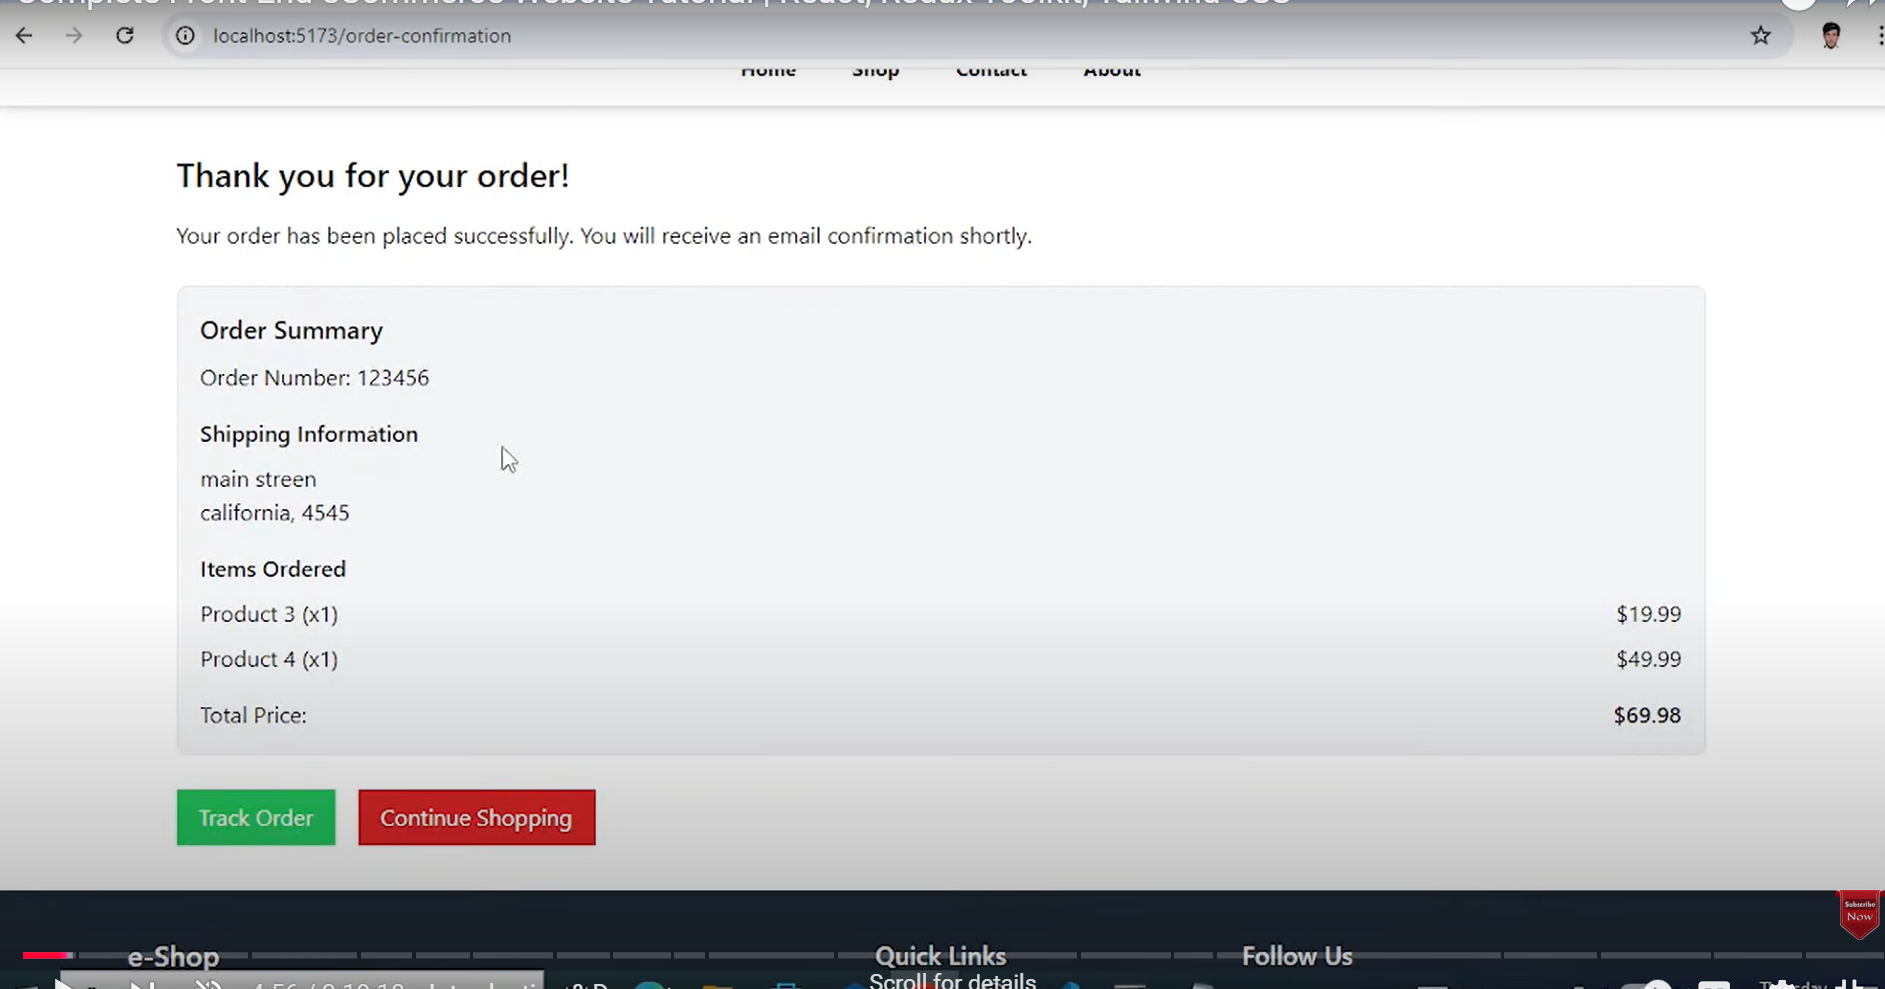 Complete Front-End eCommerce Website Tutorial | React, Redux Toolkit, Tailwind CSS
localhost:5173/order-confirmation
Home Shop Contact About
Thank you for your order!
Your order has been placed successfully. You will receive an email confirmation shortly.
Order Summary
Order Number: 123456
Shipping Information
main streen
california, 4545
Items Ordered
Product 3 (x1) $19.99
Product 4 (x1) $49.99
Total Price: $69.98
Track Order Continue Shopping
Subscribe
Now
e-Shop Quick Links Follow Us
Scroll for details